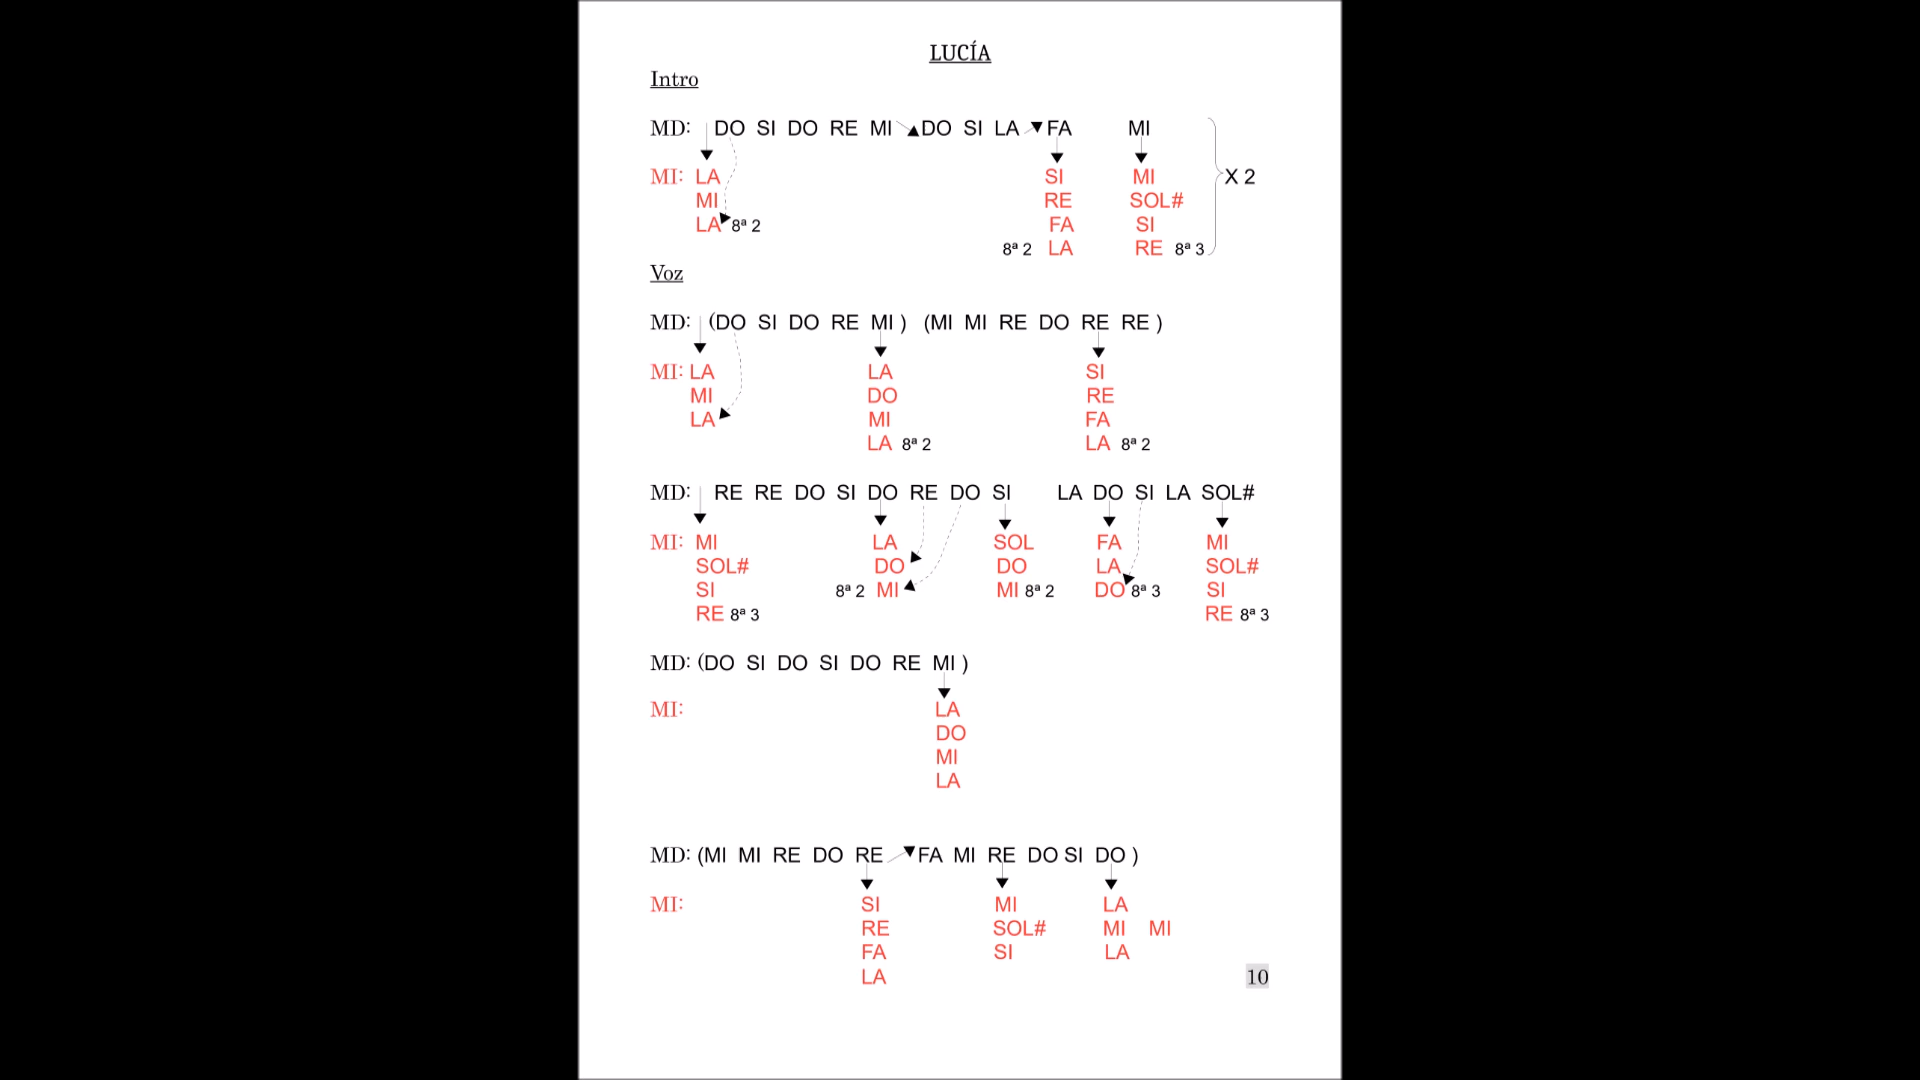 LUCÍA
Intro
MD: DO SI DO RE MI DO SI LA FA MI
MI: LA SI MI X 2
MI RE SOL#
LA 8ª 2 FA SI
8ª 2 LA RE 8ª 3
Voz
MD: (DO SI DO RE MI ) (MI MI RE DO RE RE )
MI: LA LA SI
MI DO RE
LA MI FA
LA 8ª 2 LA 8ª 2
MD: RE RE DO SI DO RE DO SI LA DO SI LA SOL#
MI: MI LA SOL FA MI
SOL# DO DO LA SOL#
SI 8ª 2 MI MI 8ª 2 DO 8ª 3 SI
RE 8ª 3 RE 8ª 3
MD: (DO SI DO SI DO RE MI )
MI: LA
DO
MI
LA
MD: (MI MI RE DO RE FA MI RE DO SI DO )
MI: SI MI LA
RE SOL# MI MI
FA SI LA
LA 10